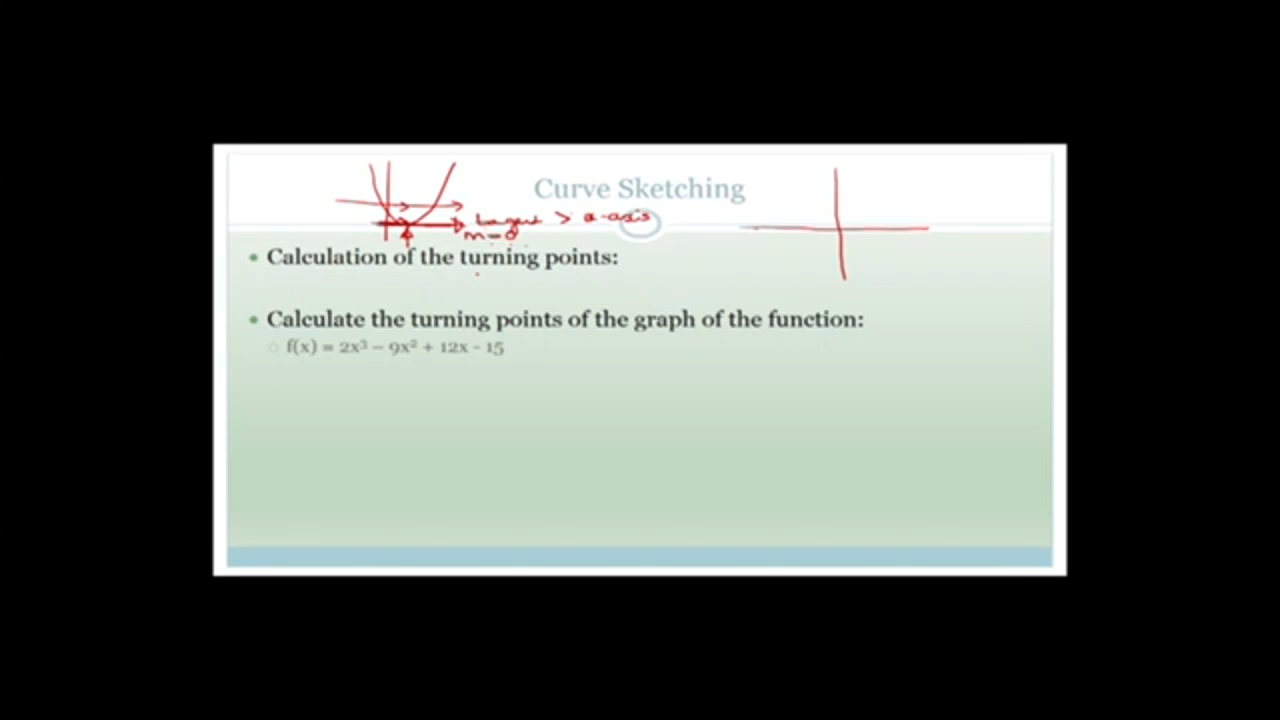 Curve Sketching
tangent > x-axis
m=0
• Calculation of the turning points:
• Calculate the turning points of the graph of the function:
○ f(x) = 2x³ – 9x² + 12x - 15